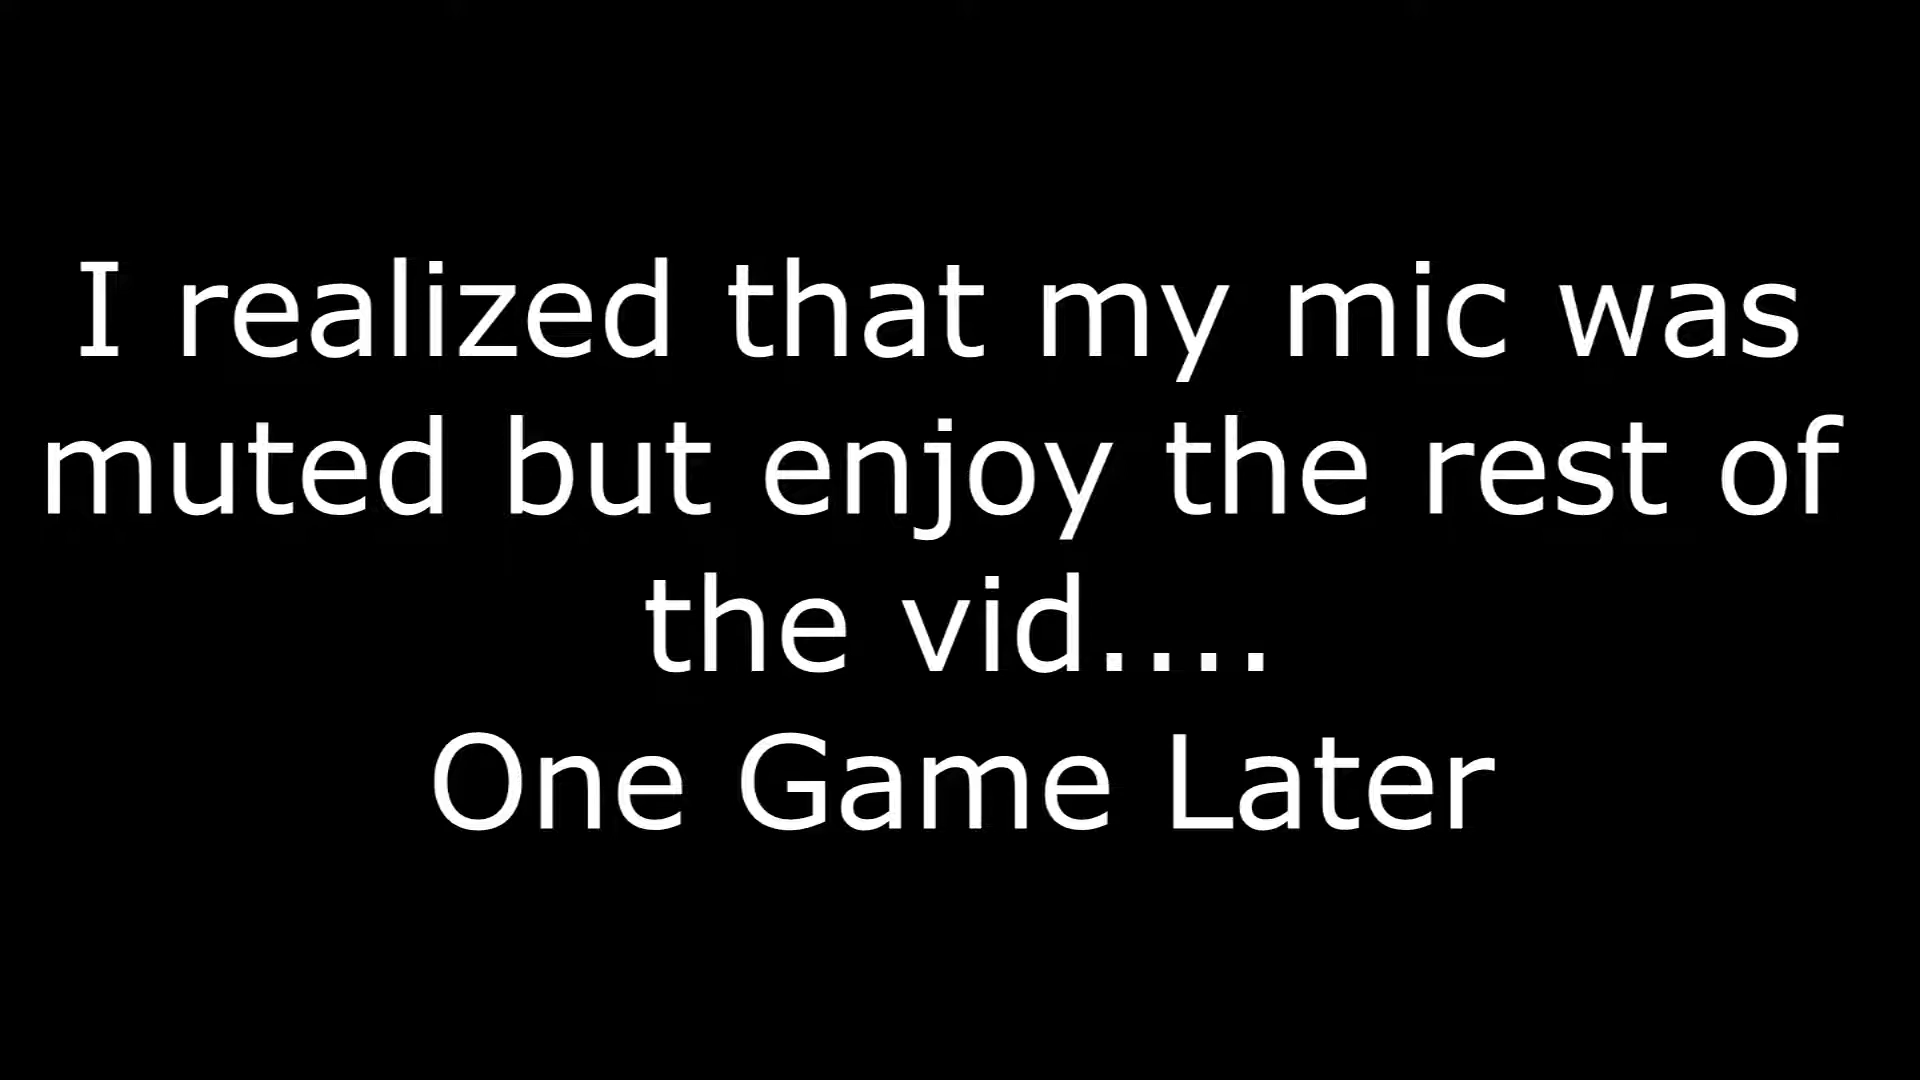 I realized that my mic was
muted but enjoy the rest of
the vid....
One Game Later